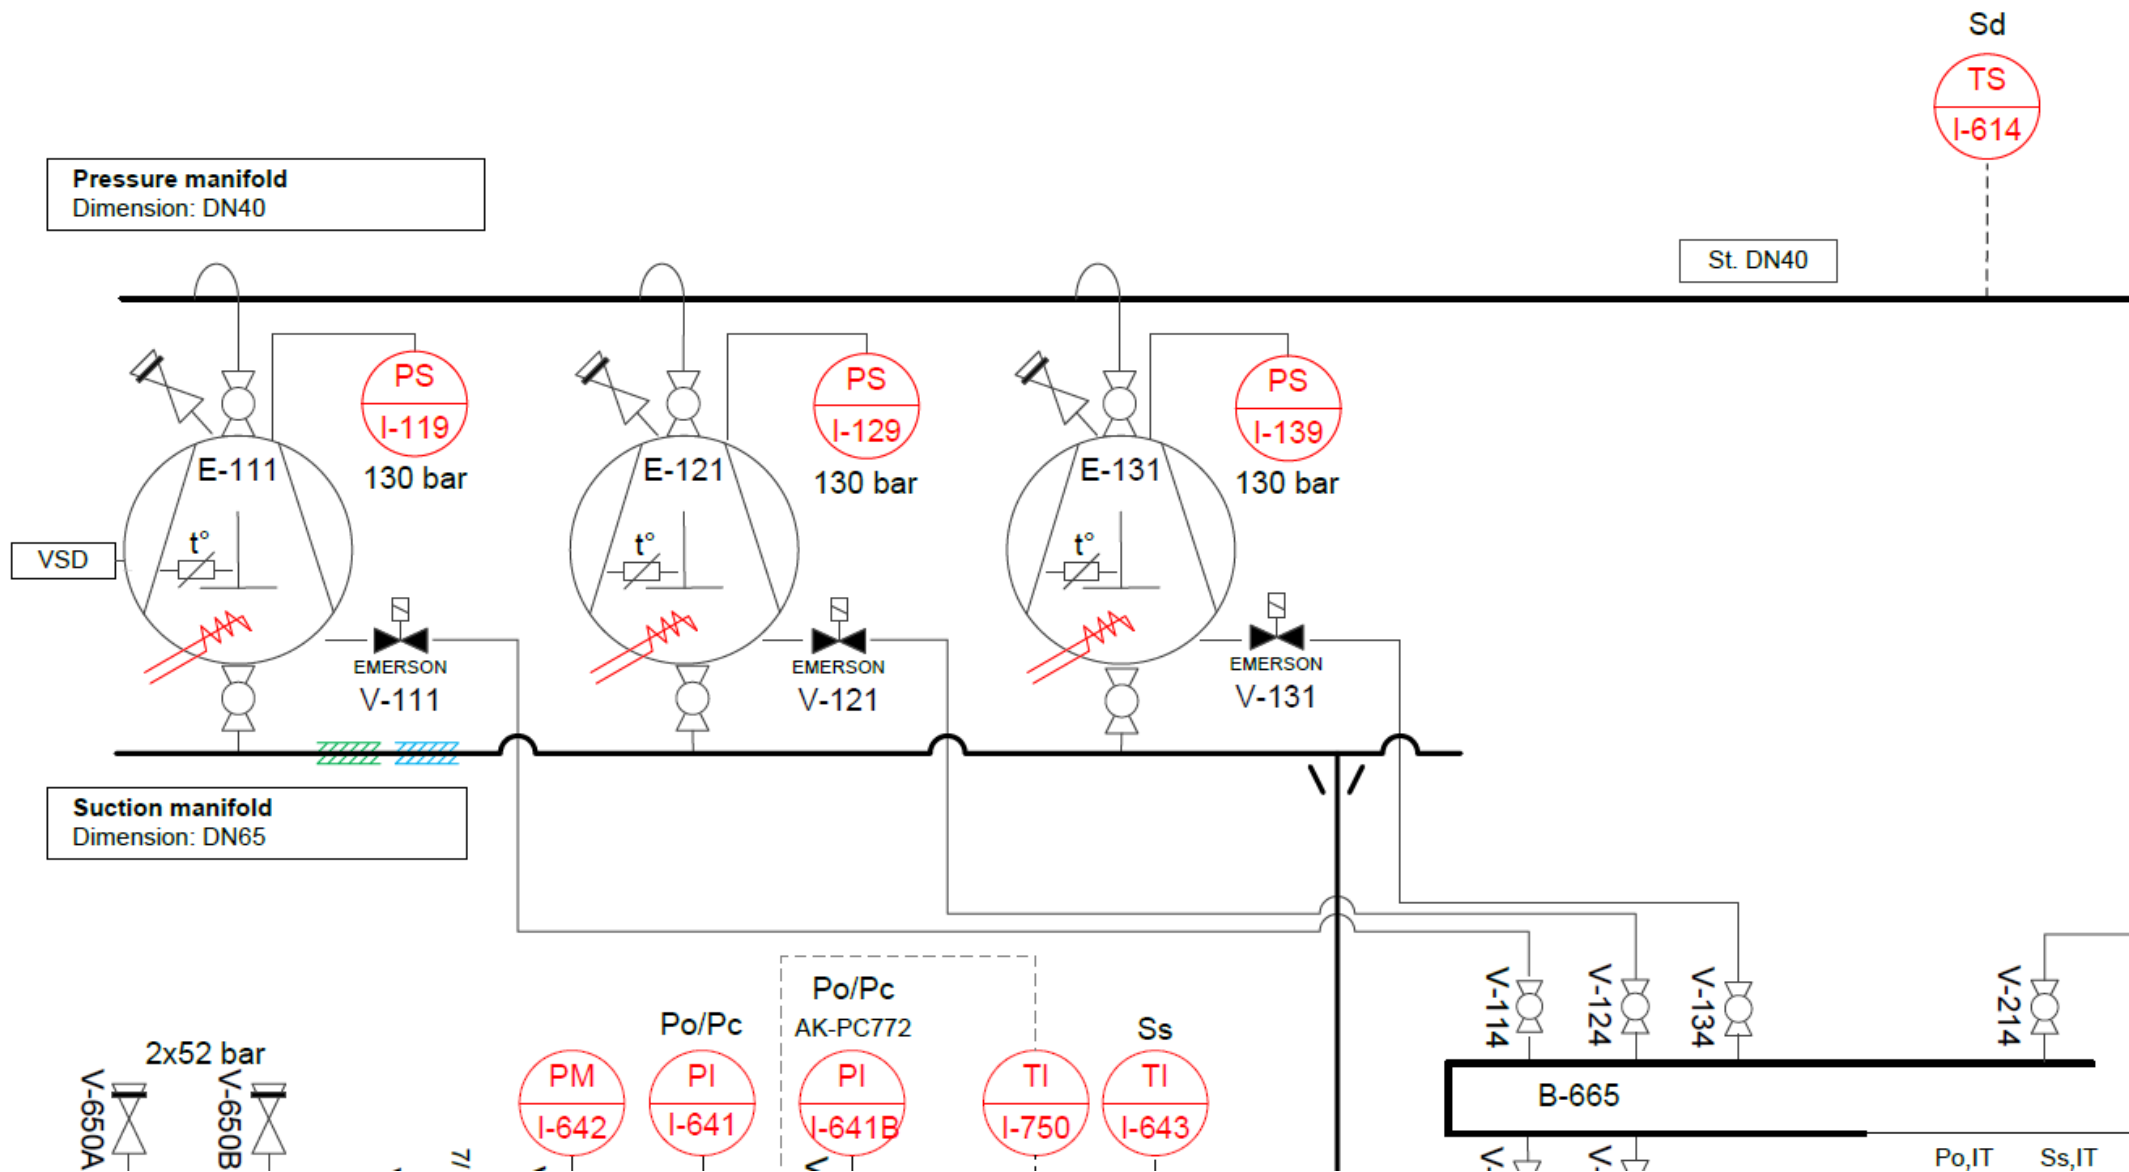 Sd
TS
I-614
Pressure manifold
Dimension: DN40
St. DN40
PS
I-119
130 bar
PS
I-129
130 bar
PS
I-139
130 bar
E-111
E-121
E-131
t°
t°
t°
VSD
EMERSON
V-111
EMERSON
V-121
EMERSON
V-131
Suction manifold
Dimension: DN65
V-114
V-124
V-134
V-214
B-665
2x52 bar
V-650A
V-650B
7/
PM
I-642
Po/Pc
PI
I-641
Po/Pc
AK-PC772
PI
I-641B
TI
I-750
Ss
TI
I-643
V-
V-
Po,IT
Ss,IT